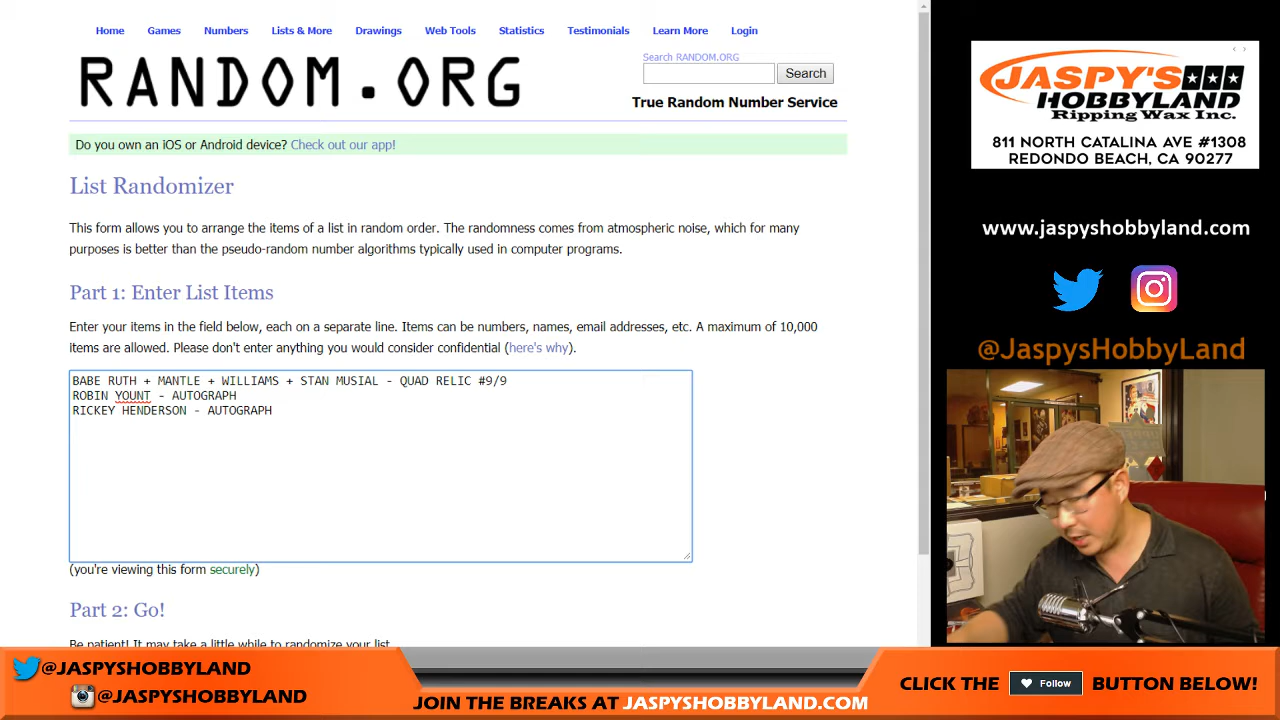 Home Games Numbers Lists & More Drawings Web Tools Statistics Testimonials Learn More Login
RANDOM.ORG
Search RANDOM.ORG
Search
True Random Number Service
Do you own an iOS or Android device? Check out our app!
List Randomizer
This form allows you to arrange the items of a list in random order. The randomness comes from atmospheric noise, which for many
purposes is better than the pseudo-random number algorithms typically used in computer programs.
Part 1: Enter List Items
Enter your items in the field below, each on a separate line. Items can be numbers, names, email addresses, etc. A maximum of 10,000
items are allowed. Please don't enter anything you would consider confidential (here's why).
BABE RUTH + MANTLE + WILLIAMS + STAN MUSIAL - QUAD RELIC #9/9
ROBIN YOUNT - AUTOGRAPH
RICKEY HENDERSON - AUTOGRAPH
(you're viewing this form securely)
Part 2: Go!
Be patient! It may take a little while to randomize your list
JASPY'S
HOBBYLAND
Ripping Wax Inc.
811 NORTH CATALINA AVE #1308
REDONDO BEACH, CA 90277
www.jaspyshobbyland.com
@JaspysHobbyLand
@JASPYSHOBBYLAND
@JASPYSHOBBYLAND
JOIN THE BREAKS AT JASPYSHOBBYLAND.COM
CLICK THE Follow BUTTON BELOW!